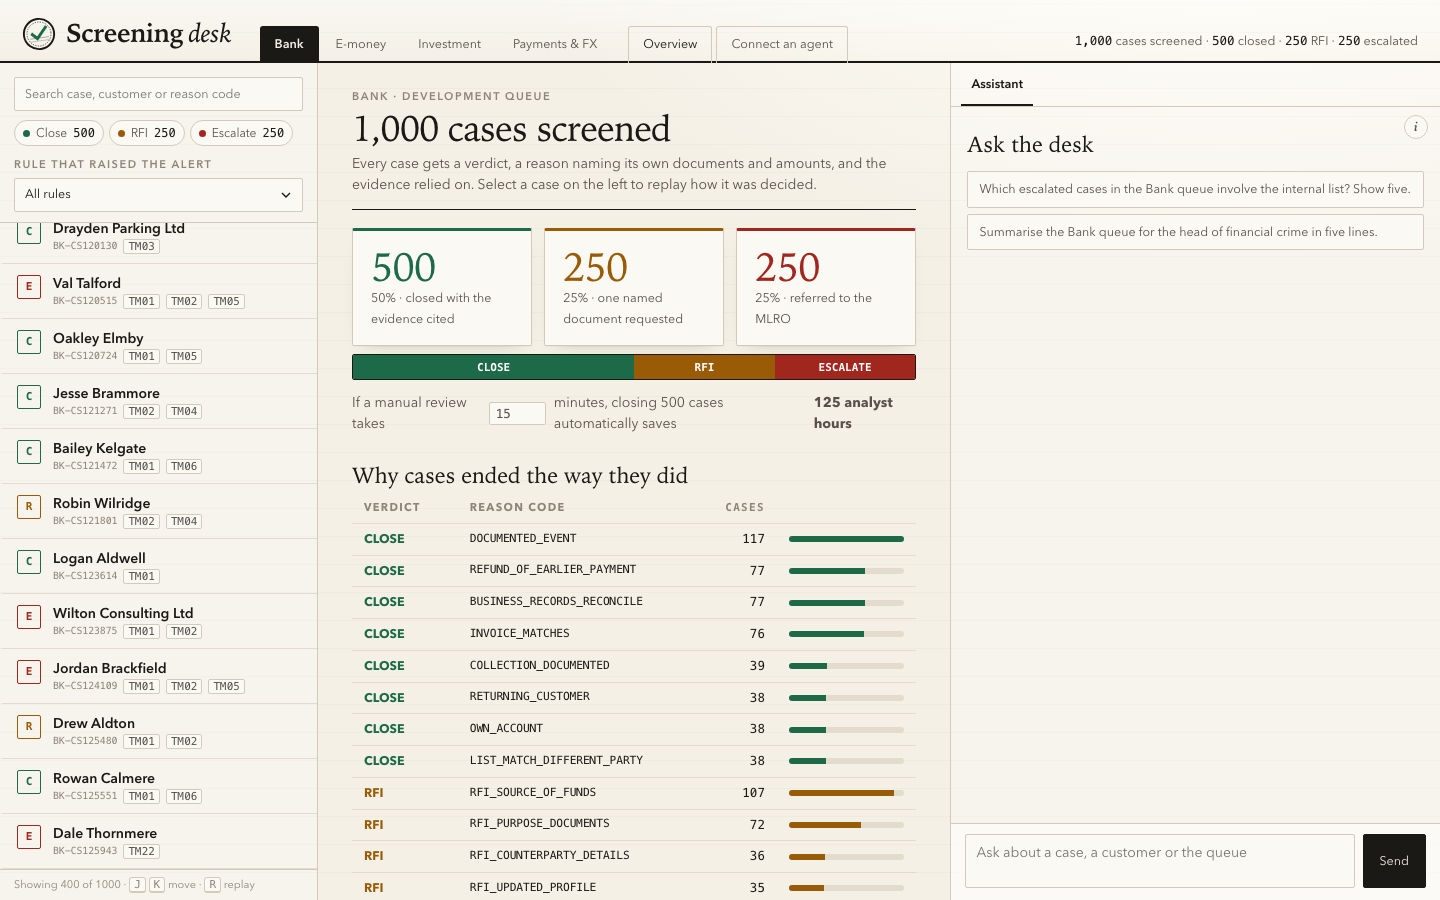 Screening desk
Bank
E-money
Investment
Payments & FX
Overview
Connect an agent
1,000 cases screened · 500 closed · 250 RFI · 250 escalated
Search case, customer or reason code
Close 500
RFI 250
Escalate 250
RULE THAT RAISED THE ALERT
All rules
C
Drayden Parking Ltd
BK-CS120130 TM03
E
Val Talford
BK-CS120515 TM01 TM02 TM05
C
Oakley Elmby
BK-CS120724 TM01 TM05
C
Jesse Brammore
BK-CS121271 TM02 TM04
C
Bailey Kelgate
BK-CS121472 TM01 TM06
R
Robin Wilridge
BK-CS121801 TM02 TM04
C
Logan Aldwell
BK-CS123614 TM01
E
Wilton Consulting Ltd
BK-CS123875 TM01 TM02
E
Jordan Brackfield
BK-CS124109 TM01 TM02 TM05
R
Drew Aldton
BK-CS125480 TM01 TM02
C
Rowan Calmere
BK-CS125551 TM01 TM06
E
Dale Thornmere
BK-CS125943 TM22
Showing 400 of 1000 · J K move · R replay
BANK · DEVELOPMENT QUEUE
1,000 cases screened
Every case gets a verdict, a reason naming its own documents and amounts, and the
evidence relied on. Select a case on the left to replay how it was decided.
500
50% · closed with the
evidence cited
250
25% · one named
document requested
250
25% · referred to the
MLRO
CLOSE
RFI
ESCALATE
If a manual review
takes
15
minutes, closing 500 cases
automatically saves
125 analyst
hours
Why cases ended the way they did
VERDICT REASON CODE CASES
CLOSE DOCUMENTED_EVENT 117
CLOSE REFUND_OF_EARLIER_PAYMENT 77
CLOSE BUSINESS_RECORDS_RECONCILE 77
CLOSE INVOICE_MATCHES 76
CLOSE COLLECTION_DOCUMENTED 39
CLOSE RETURNING_CUSTOMER 38
CLOSE OWN_ACCOUNT 38
CLOSE LIST_MATCH_DIFFERENT_PARTY 38
RFI RFI_SOURCE_OF_FUNDS 107
RFI RFI_PURPOSE_DOCUMENTS 72
RFI RFI_COUNTERPARTY_DETAILS 36
RFI RFI_UPDATED_PROFILE 35
Assistant
i
Ask the desk
Which escalated cases in the Bank queue involve the internal list? Show five.
Summarise the Bank queue for the head of financial crime in five lines.
Ask about a case, a customer or the queue
Send